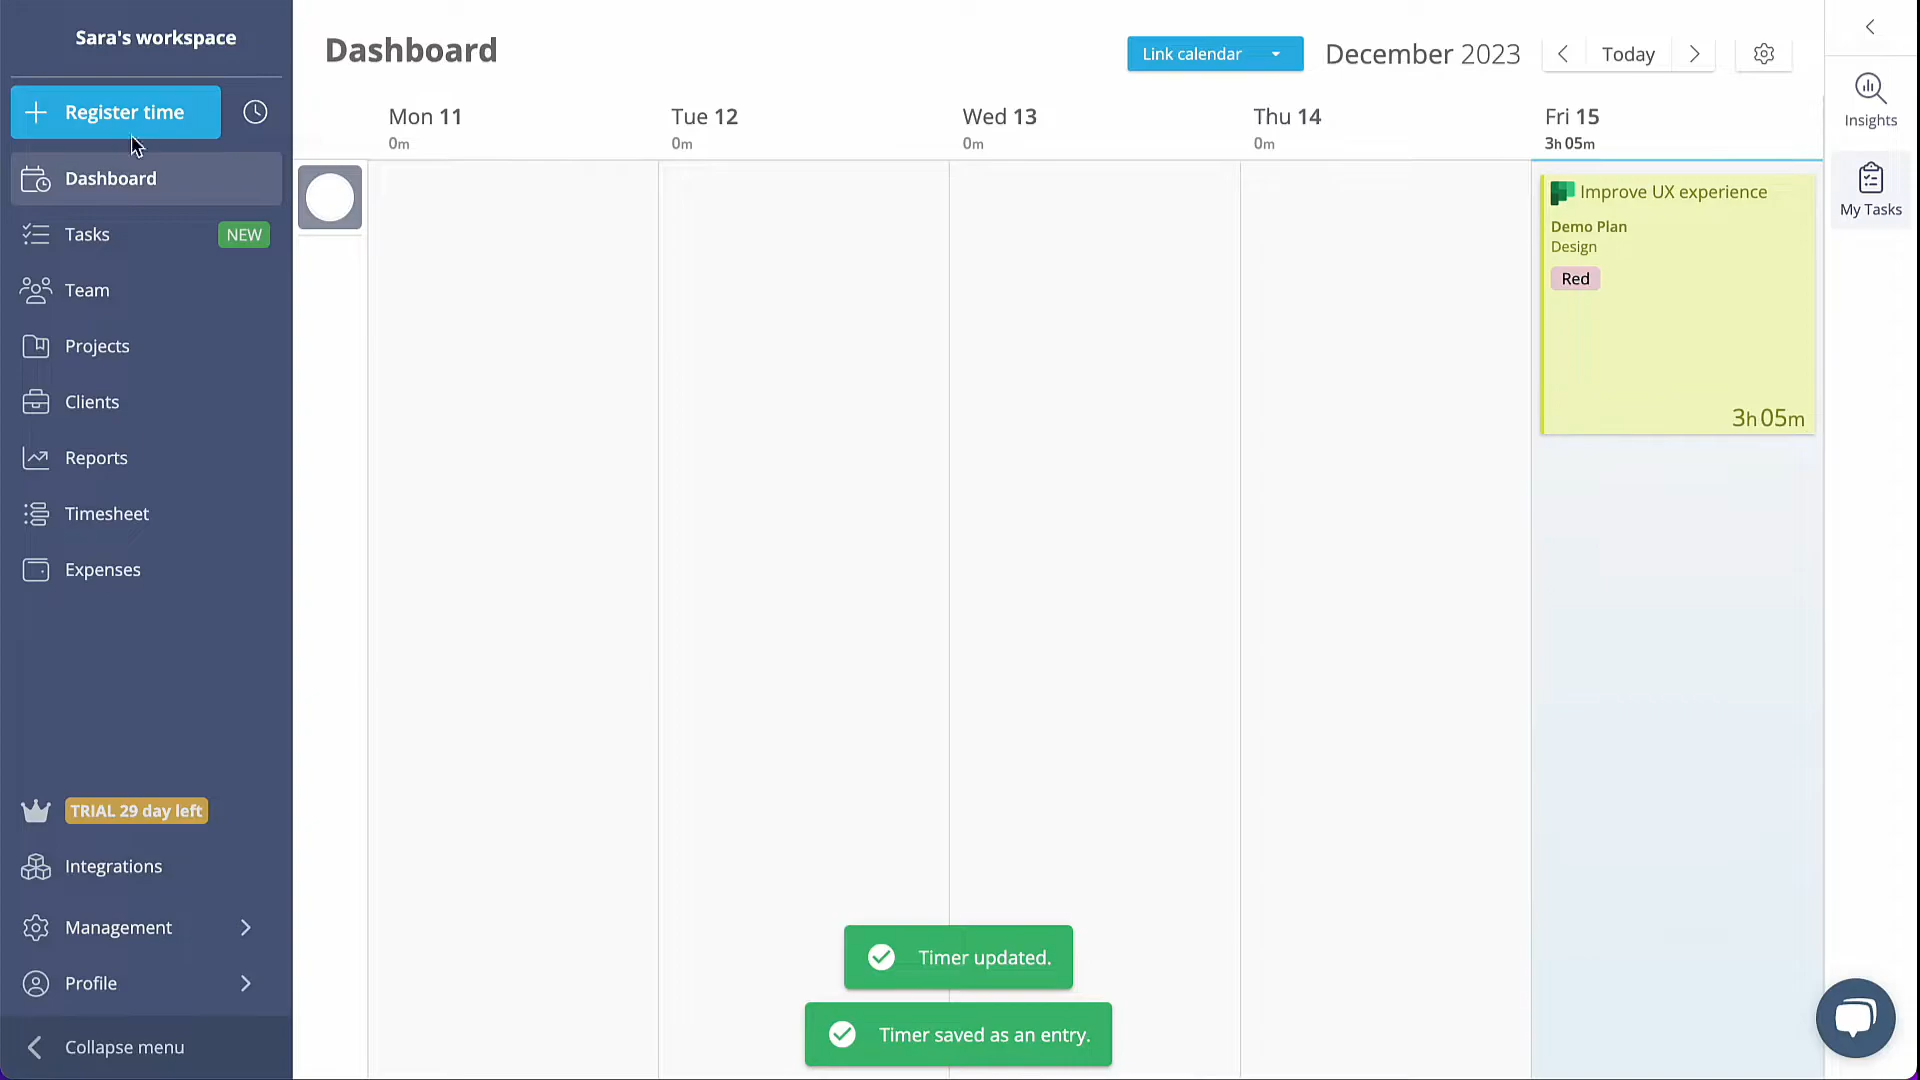 Sara's workspace
Register time
Dashboard
Tasks
NEW
Team
Projects
Clients
Reports
Timesheet
Expenses
TRIAL 29 day left
Integrations
Management
Profile
Collapse menu
Dashboard
Link calendar
December 2023
Today
Mon 11
0m
Tue 12
0m
Wed 13
0m
Thu 14
0m
Fri 15
3h 05m
Improve UX experience
Demo Plan
Design
Red
3h 05m
Timer updated.
Timer saved as an entry.
Insights
My Tasks